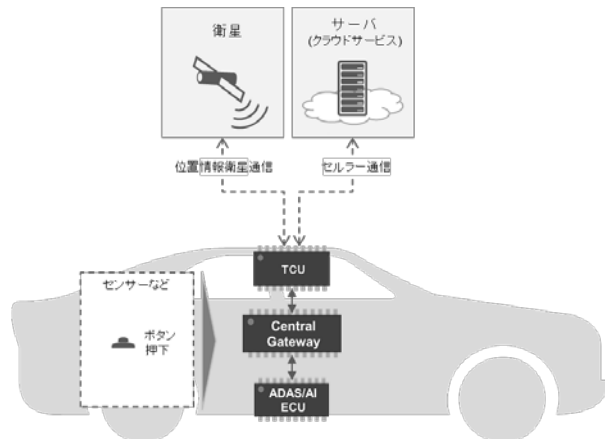 衛星
サーバ
(クラウドサービス)
位置情報衛星通信
セルラー通信
TCU
センサーなど
ボタン
押下
Central
Gateway
ADAS/AI
ECU